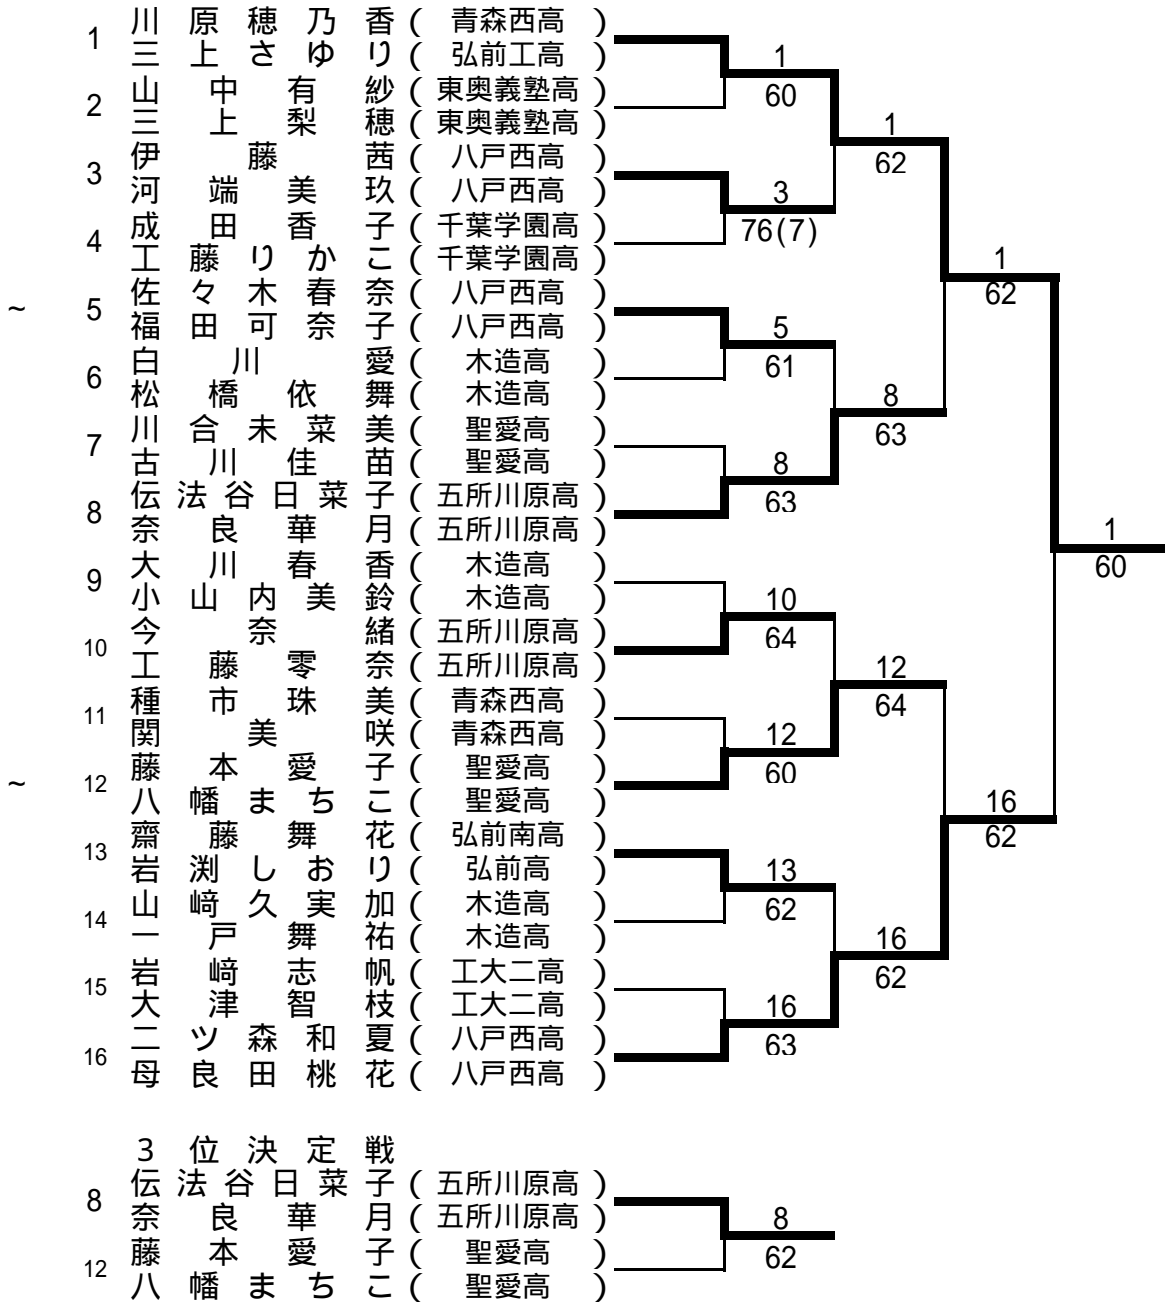 川原穂乃香 ( 青森西高 )
1
三上さゆり ( 弘前工高 )
1
60
山中有紗 ( 東奥義塾高 )
2
三上梨穂 ( 東奥義塾高 )
1
62
伊藤茜 ( 八戸西高 )
3
河端美玖 ( 八戸西高 )
3
76(7)
成田香子 ( 千葉学園高 )
4
工藤りかこ ( 千葉学園高 )
1
62
佐々木春奈 ( 八戸西高 )
~ 5
福田可奈子 ( 八戸西高 )
5
61
白川愛 ( 木造高 )
6
松橋依舞 ( 木造高 )
8
63
川合未菜美 ( 聖愛高 )
7
古川佳苗 ( 聖愛高 )
8
63
伝法谷日菜子 ( 五所川原高 )
8
奈良華月 ( 五所川原高 )
1
60
大川春香 ( 木造高 )
9
小山内美鈴 ( 木造高 )
10
64
今奈緒 ( 五所川原高 )
10
工藤零奈 ( 五所川原高 )
12
64
種市珠美 ( 青森西高 )
11
関美咲 ( 青森西高 )
12
60
藤本愛子 ( 聖愛高 )
~ 12
八幡まちこ ( 聖愛高 )
16
62
齋藤舞花 ( 弘前南高 )
13
岩渕しおり ( 弘前高 )
13
62
山﨑久実加 ( 木造高 )
14
一戸舞祐 ( 木造高 )
16
62
岩﨑志帆 ( 工大二高 )
15
大津智枝 ( 工大二高 )
16
63
二ツ森和夏 ( 八戸西高 )
16
母良田桃花 ( 八戸西高 )
3位決定戦
伝法谷日菜子 ( 五所川原高 )
8
奈良華月 ( 五所川原高 )
8
62
藤本愛子 ( 聖愛高 )
12
八幡まちこ ( 聖愛高 )